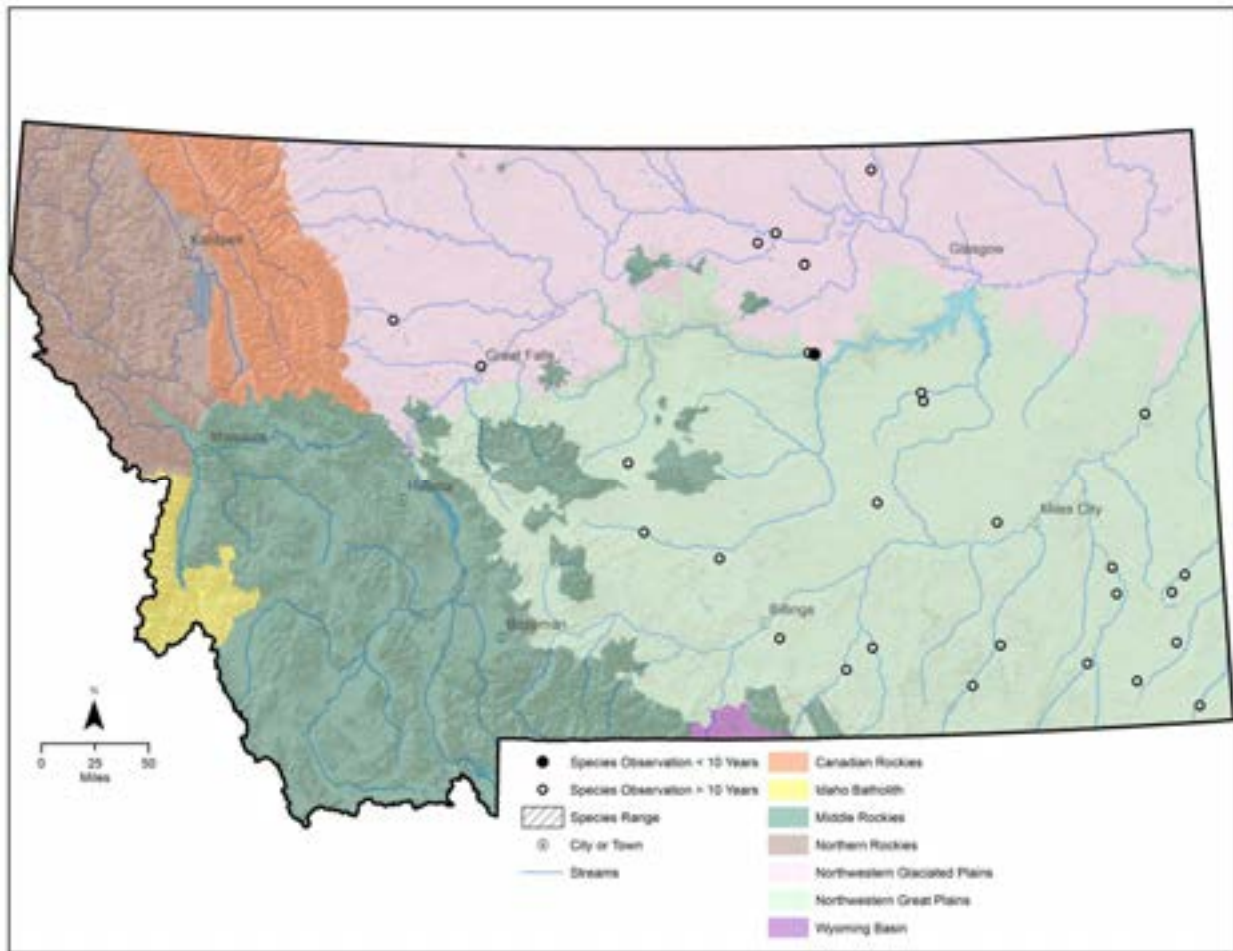 Kalispell
Glasgow
Great Falls
Missoula
Helena
Miles City
Billings
Bozeman
N
0 25 50
Miles
Species Observation < 10 Years
Species Observation > 10 Years
Species Range
City or Town
Streams
Canadian Rockies
Idaho Batholith
Middle Rockies
Northern Rockies
Northwestern Glaciated Plains
Northwestern Great Plains
Wyoming Basin